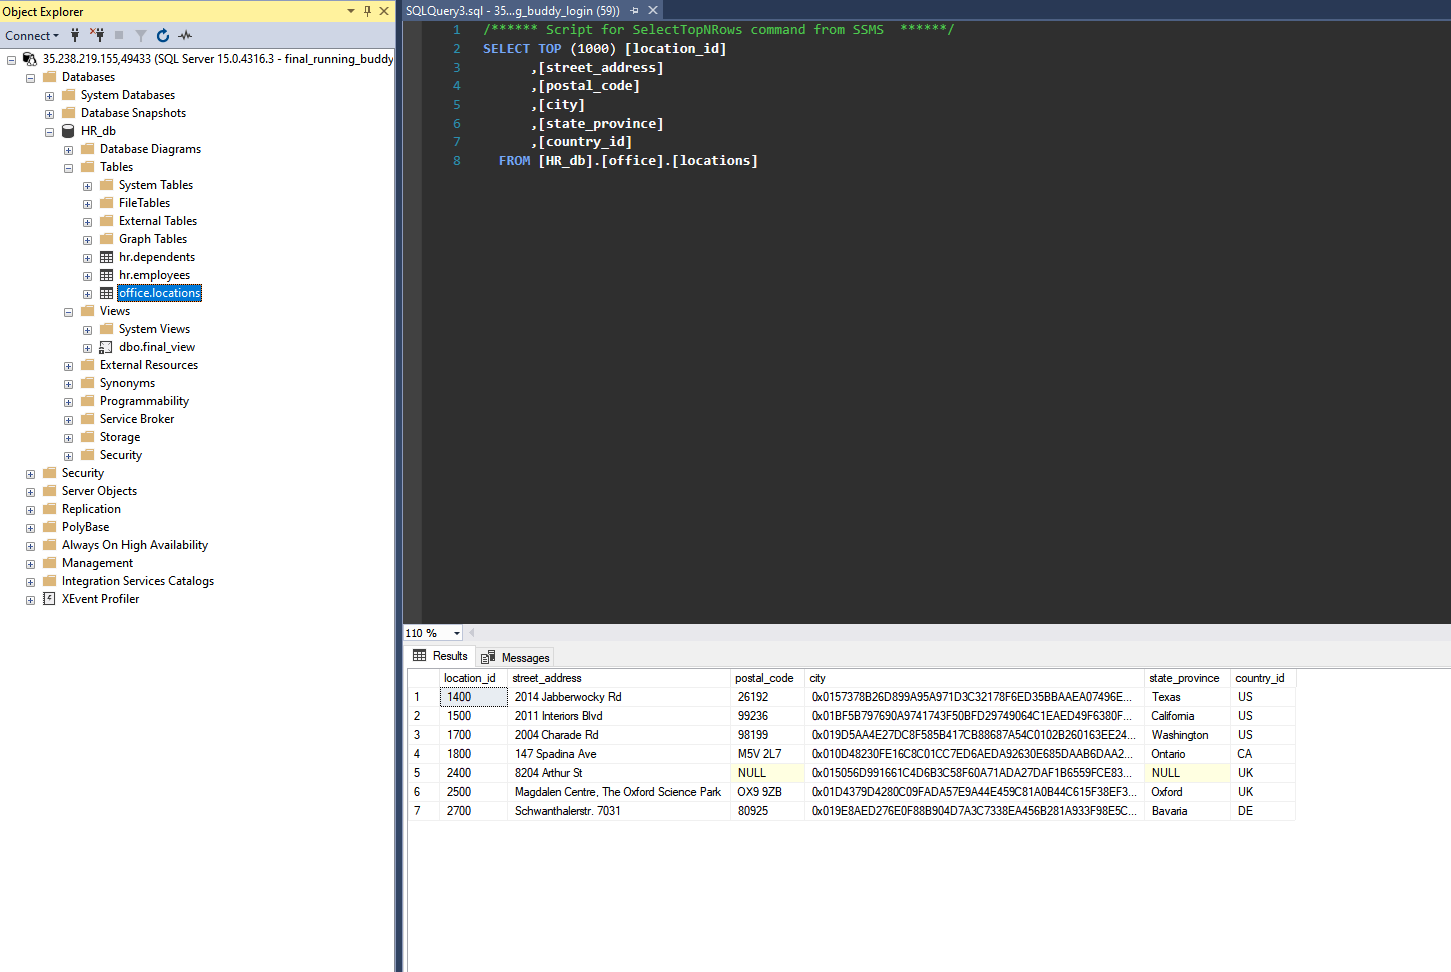 Object Explorer
Connect
35.238.219.155,49433 (SQL Server 15.0.4316.3 - final_running_buddy
Databases
System Databases
Database Snapshots
HR_db
Database Diagrams
Tables
System Tables
FileTables
External Tables
Graph Tables
hr.dependents
hr.employees
office.locations
Views
System Views
dbo.final_view
External Resources
Synonyms
Programmability
Service Broker
Storage
Security
Security
Server Objects
Replication
PolyBase
Always On High Availability
Management
Integration Services Catalogs
XEvent Profiler
SQLQuery3.sql - 35...g_buddy_login (59))
1 /****** Script for SelectTopNRows command from SSMS  ******/
2 SELECT TOP (1000) [location_id]
3 ,[street_address]
4 ,[postal_code]
5 ,[city]
6 ,[state_province]
7 ,[country_id]
8 FROM [HR_db].[office].[locations]
110 %
Results Messages
location_id street_address postal_code city state_province country_id
1 1400 2014 Jabberwocky Rd 26192 0x0157378B26D899A95A971D3C32178F6ED35BBAAEA07496E... Texas US
2 1500 2011 Interiors Blvd 99236 0x01BF5B797690A9741743F50BFD29749064C1EAED49F6380F... California US
3 1700 2004 Charade Rd 98199 0x019D5AA4E27DC8F585B417CB88687A54C0102B260163EE24... Washington US
4 1800 147 Spadina Ave M5V 2L7 0x010D48230FE16C8C01CC7ED6AEDA92630E685DAAB6DAA2... Ontario CA
5 2400 8204 Arthur St NULL 0x015056D991661C4D6B3C58F60A71ADA27DAF1B6559FCE83... NULL UK
6 2500 Magdalen Centre, The Oxford Science Park OX9 9ZB 0x01D4379D4280C09FADA57E9A44E459C81A0B44C615F38EF3... Oxford UK
7 2700 Schwanthalerstr. 7031 80925 0x019E8AED276E0F88B904D7A3C7338EA456B281A933F98E5C... Bavaria DE